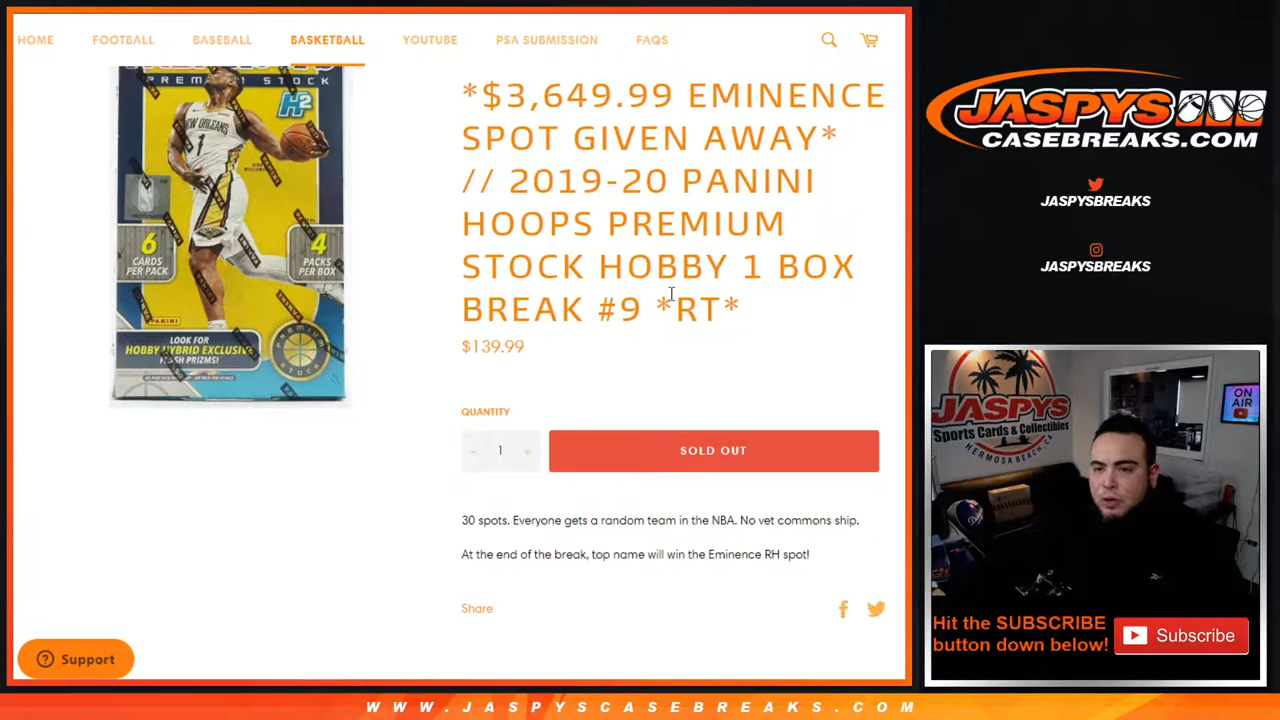 HOME FOOTBALL BASEBALL BASKETBALL YOUTUBE PSA SUBMISSION FAQS
PREMIUM STOCK
H2
NEW ORLEANS
1
6
CARDS
PER PACK
4
PACKS
PER BOX
PANINI
LOOK FOR
HOBBY HYBRID EXCLUSIVE
FLASH PRIZMS!
PREMIUM
STOCK
*$3,649.99 EMINENCE
SPOT GIVEN AWAY*
// 2019-20 PANINI
HOOPS PREMIUM
STOCK HOBBY 1 BOX
BREAK #9 *RT*
$139.99
QUANTITY
− 1 +
SOLD OUT
30 spots. Everyone gets a random team in the NBA. No vet commons ship.
At the end of the break, top name will win the Eminence RH spot!
Share
Support
JASPYS
CASEBREAKS.COM
JASPYSBREAKS
JASPYSBREAKS
JASPYS
Sports Cards & Collectibles
HERMOSA BEACH, CA
ON
AIR
Hit the SUBSCRIBE
button down below!
Subscribe
WWW.JASPYSCASEBREAKS.COM